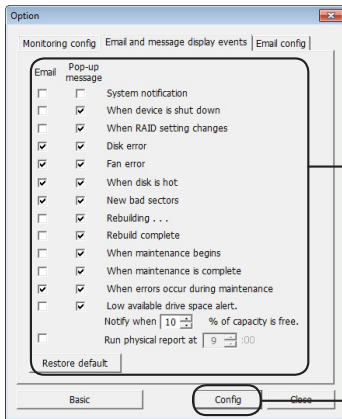 Option
Monitoring config Email and message display events Email config
Email Pop-up message
System notification
When device is shut down
When RAID setting changes
Disk error
Fan error
When disk is hot
New bad sectors
Rebuilding . . .
Rebuild complete
When maintenance begins
When maintenance is complete
When errors occur during maintenance
Low available drive space alert.
Notify when 10 % of capacity is free.
Run physical report at 9 :00
Restore default
Basic Config Close